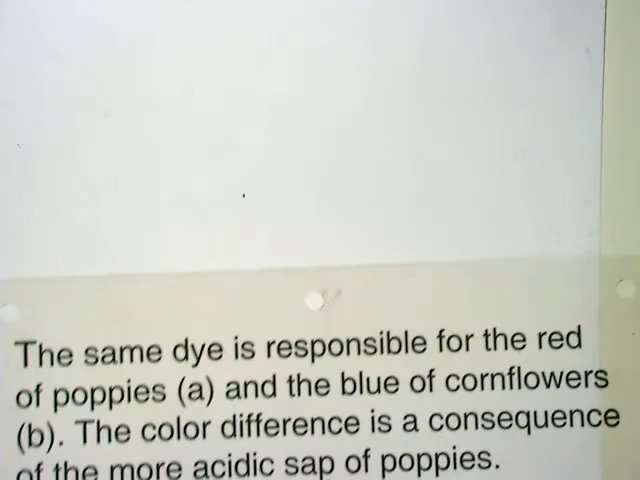 The same dye is responsible for the red
of poppies (a) and the blue of cornflowers
(b). The color difference is a consequence
of the more acidic sap of poppies.